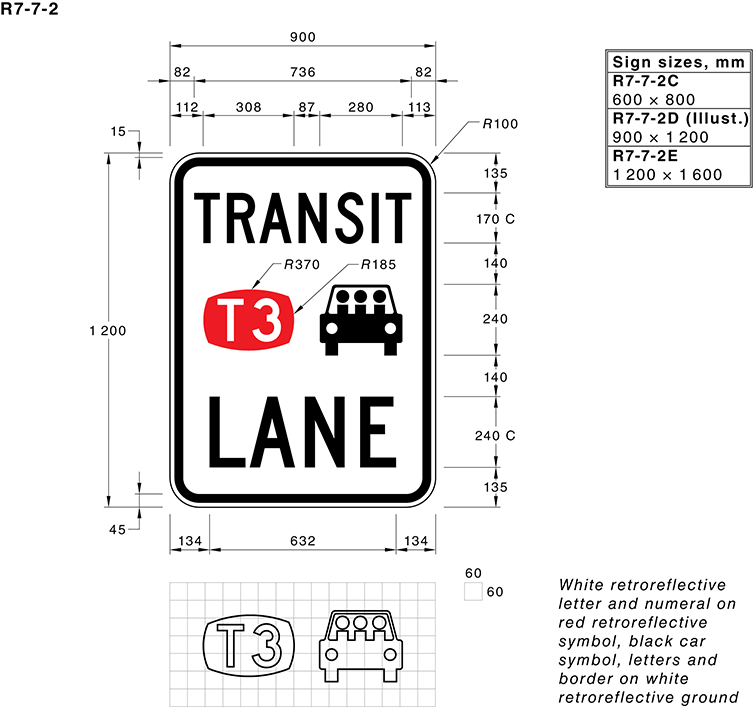 R7-7-2
900
82 736 82
112 308 87 280 113
Sign sizes, mm
R7-7-2C
600 × 800
R7-7-2D (Illust.)
900 × 1 200
R7-7-2E
1 200 × 1 600
15
R100
135
TRANSIT
170 C
R370 R185
140
T3
240
1 200
140
LANE
240 C
135
45
134 632 134
60
60
T3
White retroreflective
letter and numeral on
red retroreflective
symbol, black car
symbol, letters and
border on white
retroreflective ground